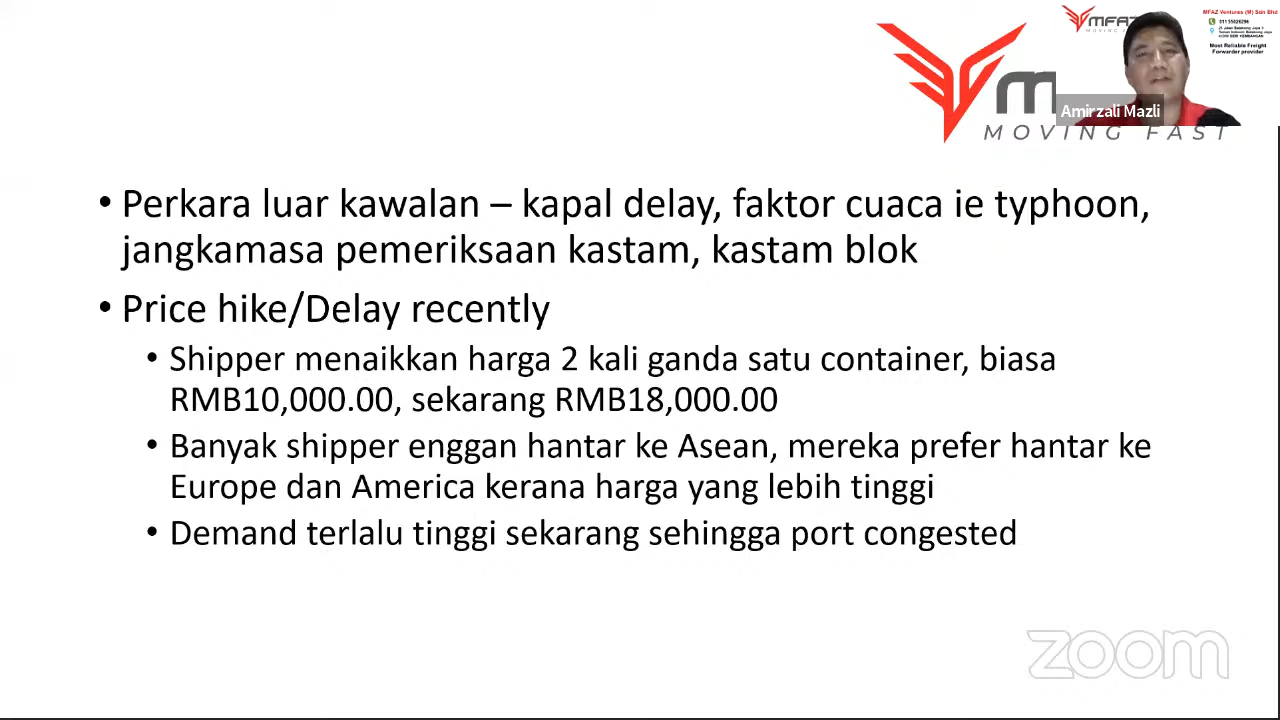 MFAZ
MOVING FAST
MFAZ Ventures (M) Sdn Bhd
Most Reliable Freight
Forwarder provider
m
Amirzali Mazli
MOVING FAST
• Perkara luar kawalan – kapal delay, faktor cuaca ie typhoon,
jangkamasa pemeriksaan kastam, kastam blok
• Price hike/Delay recently
• Shipper menaikkan harga 2 kali ganda satu container, biasa
RMB10,000.00, sekarang RMB18,000.00
• Banyak shipper enggan hantar ke Asean, mereka prefer hantar ke
Europe dan America kerana harga yang lebih tinggi
• Demand terlalu tinggi sekarang sehingga port congested
zoom